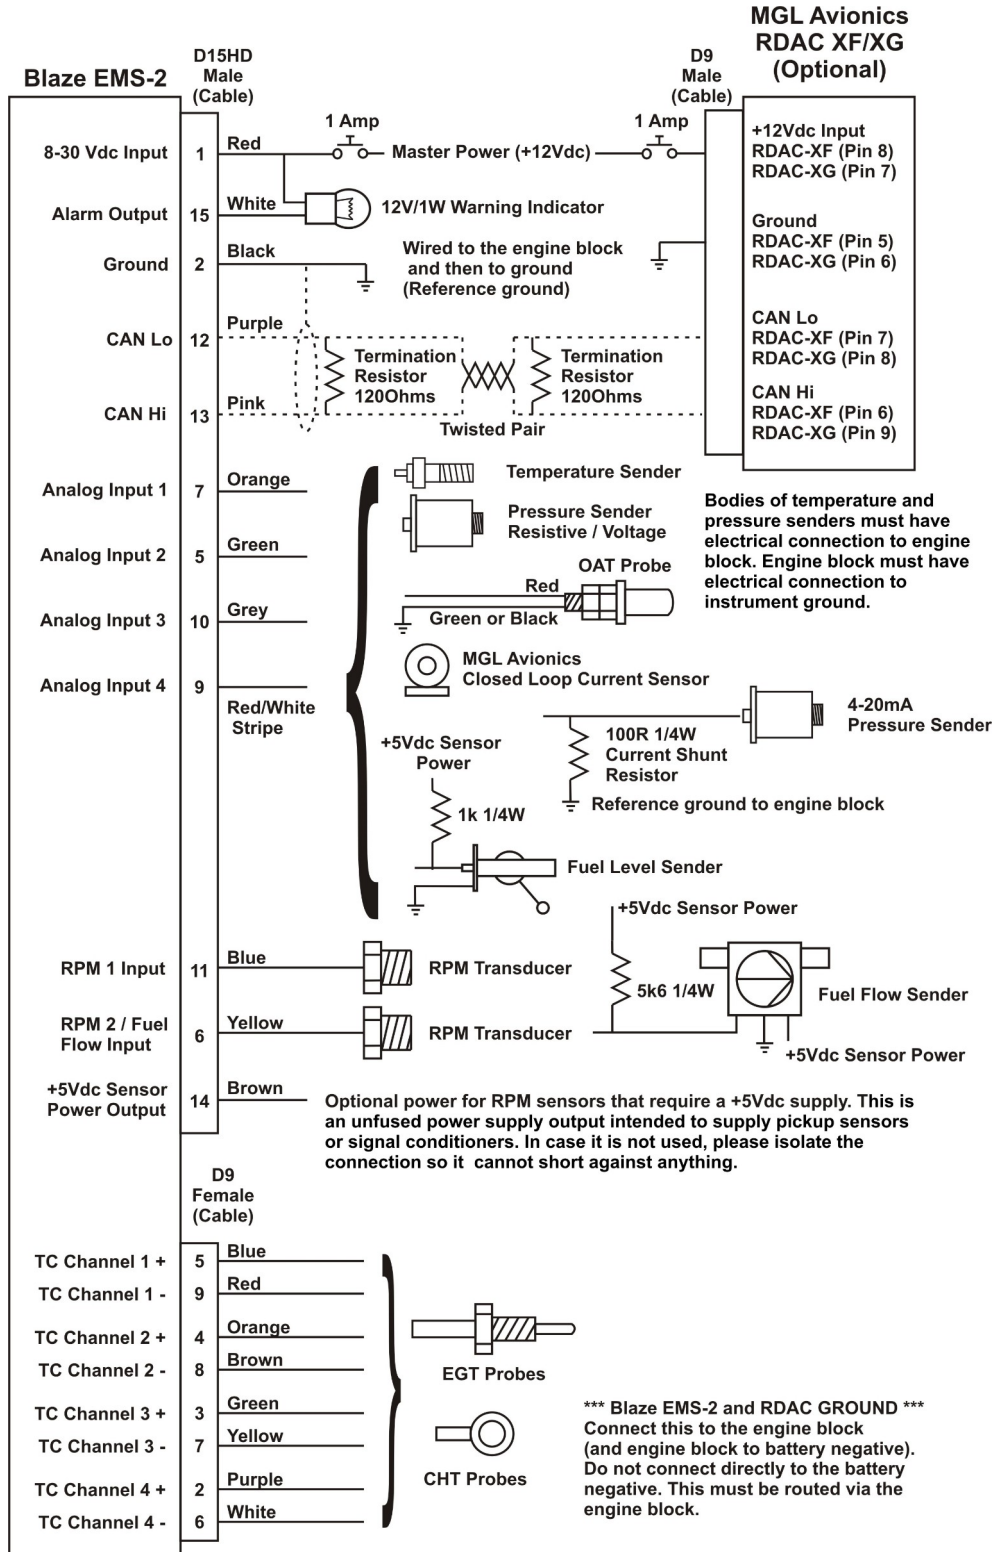 MGL Avionics
RDAC XF/XG
(Optional)
Blaze EMS-2
D15HD
Male
(Cable)
D9
Male
(Cable)
8-30 Vdc Input
1
Red
1 Amp
Master Power (+12Vdc)
1 Amp
+12Vdc Input
RDAC-XF (Pin 8)
RDAC-XG (Pin 7)
Alarm Output
15
White
12V/1W Warning Indicator
Ground
2
Black
Wired to the engine block
and then to ground
(Reference ground)
Ground
RDAC-XF (Pin 5)
RDAC-XG (Pin 6)
CAN Lo
12
Purple
CAN Hi
13
Pink
Termination
Resistor
120Ohms
Twisted Pair
Termination
Resistor
120Ohms
CAN Lo
RDAC-XF (Pin 7)
RDAC-XG (Pin 8)
CAN Hi
RDAC-XF (Pin 6)
RDAC-XG (Pin 9)
Analog Input 1
7
Orange
Analog Input 2
5
Green
Analog Input 3
10
Grey
Analog Input 4
9
Red/White
Stripe
Temperature Sender
Pressure Sender
Resistive / Voltage
OAT Probe
Red
Green or Black
MGL Avionics
Closed Loop Current Sensor
Bodies of temperature and
pressure senders must have
electrical connection to engine
block. Engine block must have
electrical connection to
instrument ground.
4-20mA
Pressure Sender
100R 1/4W
Current Shunt
Resistor
Reference ground to engine block
+5Vdc Sensor
Power
1k 1/4W
Fuel Level Sender
RPM 1 Input
11
Blue
RPM Transducer
RPM 2 / Fuel
Flow Input
6
Yellow
RPM Transducer
+5Vdc Sensor Power
5k6 1/4W
Fuel Flow Sender
+5Vdc Sensor Power
+5Vdc Sensor
Power Output
14
Brown
Optional power for RPM sensors that require a +5Vdc supply. This is
an unfused power supply output intended to supply pickup sensors
or signal conditioners. In case it is not used, please isolate the
connection so it cannot short against anything.
D9
Female
(Cable)
TC Channel 1 +
5
Blue
TC Channel 1 -
9
Red
TC Channel 2 +
4
Orange
TC Channel 2 -
8
Brown
TC Channel 3 +
3
Green
TC Channel 3 -
7
Yellow
TC Channel 4 +
2
Purple
TC Channel 4 -
6
White
EGT Probes
CHT Probes
*** Blaze EMS-2 and RDAC GROUND ***
Connect this to the engine block
(and engine block to battery negative).
Do not connect directly to the battery
negative. This must be routed via the
engine block.